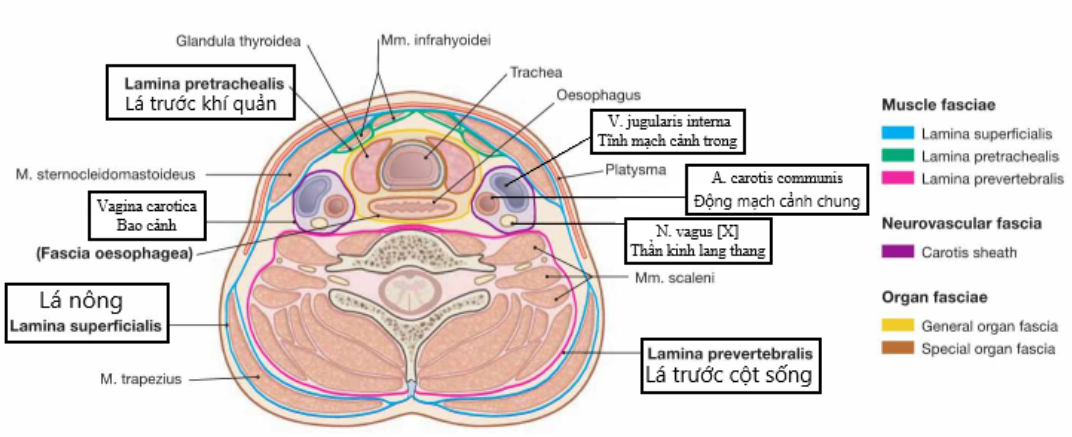 Glandula thyroidea
Mm. infrahyoidei
Lamina pretrachealis
Lá trước khí quản
Trachea
Oesophagus
V. jugularis interna
Tĩnh mạch cảnh trong
M. sternocleidomastoideus
Platysma
A. carotis communis
Động mạch cảnh chung
Vagina carotica
Bao cảnh
N. vagus [X]
Thần kinh lang thang
(Fascia oesophagea)
Mm. scaleni
Lá nông
Lamina superficialis
Lamina prevertebralis
Lá trước cột sống
M. trapezius
Muscle fasciae
Lamina superficialis
Lamina pretrachealis
Lamina prevertebralis
Neurovascular fascia
Carotis sheath
Organ fasciae
General organ fascia
Special organ fascia